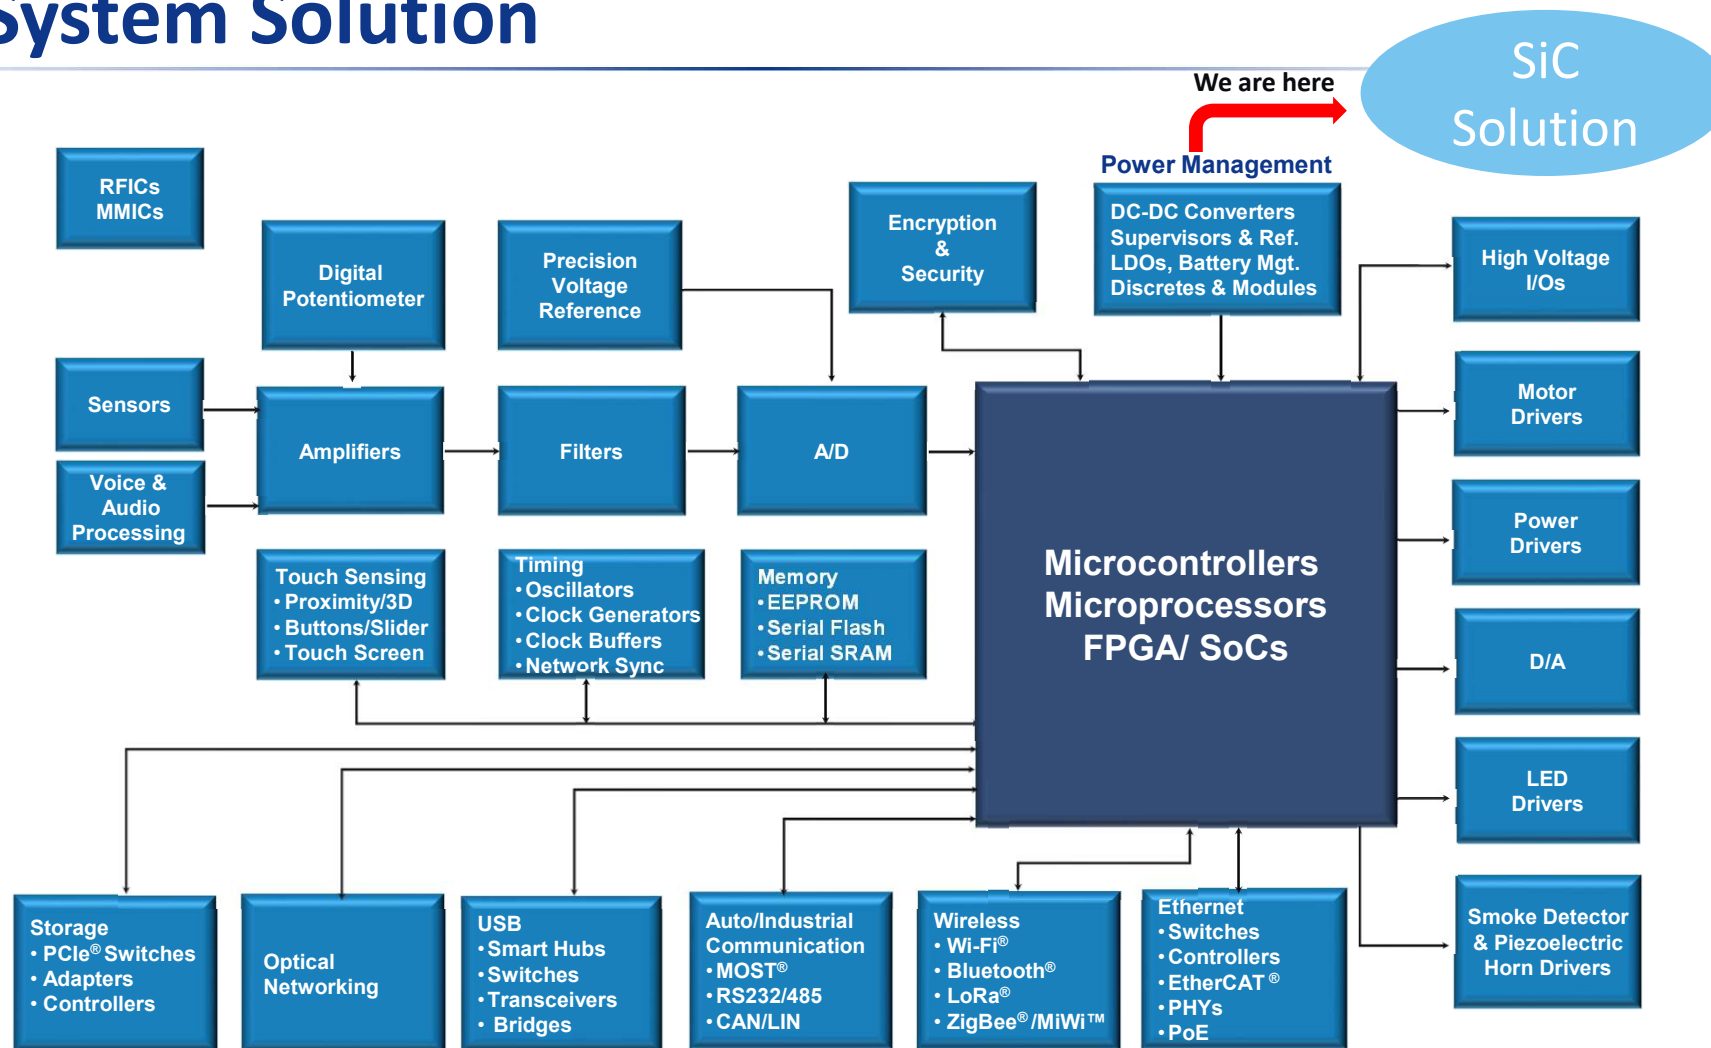 System Solution
We are here
SiC
Solution
RFICs
MMICs
Digital
Potentiometer
Precision
Voltage
Reference
Encryption
&
Security
Power Management
DC-DC Converters
Supervisors & Ref.
LDOs, Battery Mgt.
Discretes & Modules
High Voltage
I/Os
Sensors
Voice &
Audio
Processing
Amplifiers
Filters
A/D
Motor
Drivers
Power
Drivers
D/A
LED
Drivers
Smoke Detector
& Piezoelectric
Horn Drivers
Microcontrollers
Microprocessors
FPGA/ SoCs
Touch Sensing
• Proximity/3D
• Buttons/Slider
• Touch Screen
Timing
• Oscillators
• Clock Generators
• Clock Buffers
• Network Sync
Memory
• EEPROM
• Serial Flash
• Serial SRAM
Storage
• PCIe® Switches
• Adapters
• Controllers
Optical
Networking
USB
• Smart Hubs
• Switches
• Transceivers
• Bridges
Auto/Industrial
Communication
• MOST®
• RS232/485
• CAN/LIN
Wireless
• Wi-Fi®
• Bluetooth®
• LoRa®
• ZigBee® /MiWi™
Ethernet
• Switches
• Controllers
• EtherCAT ®
• PHYs
• PoE